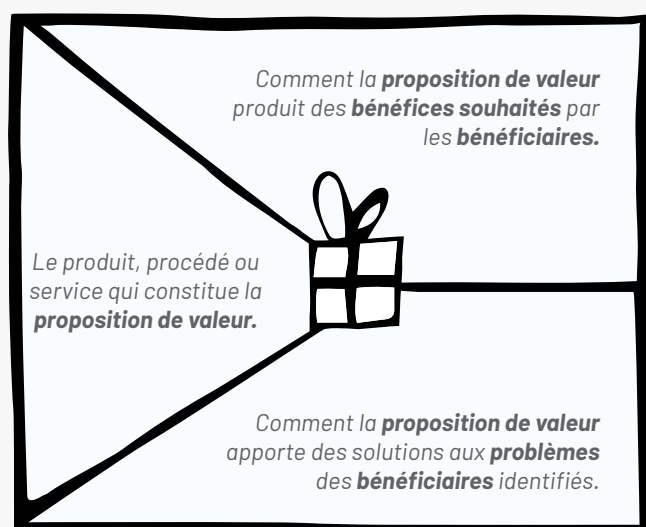 Comment la proposition de valeur
produit des bénéfices souhaités par
les bénéficiaires.
Le produit, procédé ou
service qui constitue la
proposition de valeur.
Comment la proposition de valeur
apporte des solutions aux problèmes
des bénéficiaires identifiés.